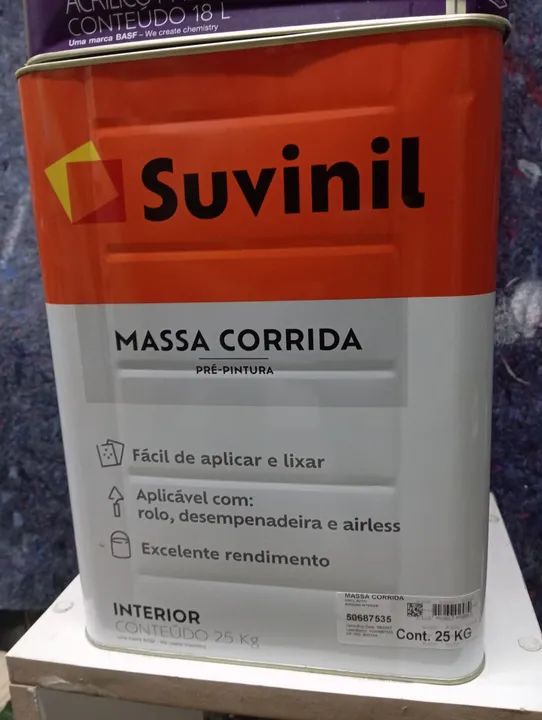 CONTEÚDO 18 L
Uma marca BASF – We create chemistry
Suvinil
MASSA CORRIDA
PRÉ-PINTURA
Fácil de aplicar e lixar
Aplicável com:
rolo, desempenadeira e airless
Excelente rendimento
INTERIOR
CONTEÚDO 25 Kg
MASSA CORRIDA
50687535
Cont. 25 KG